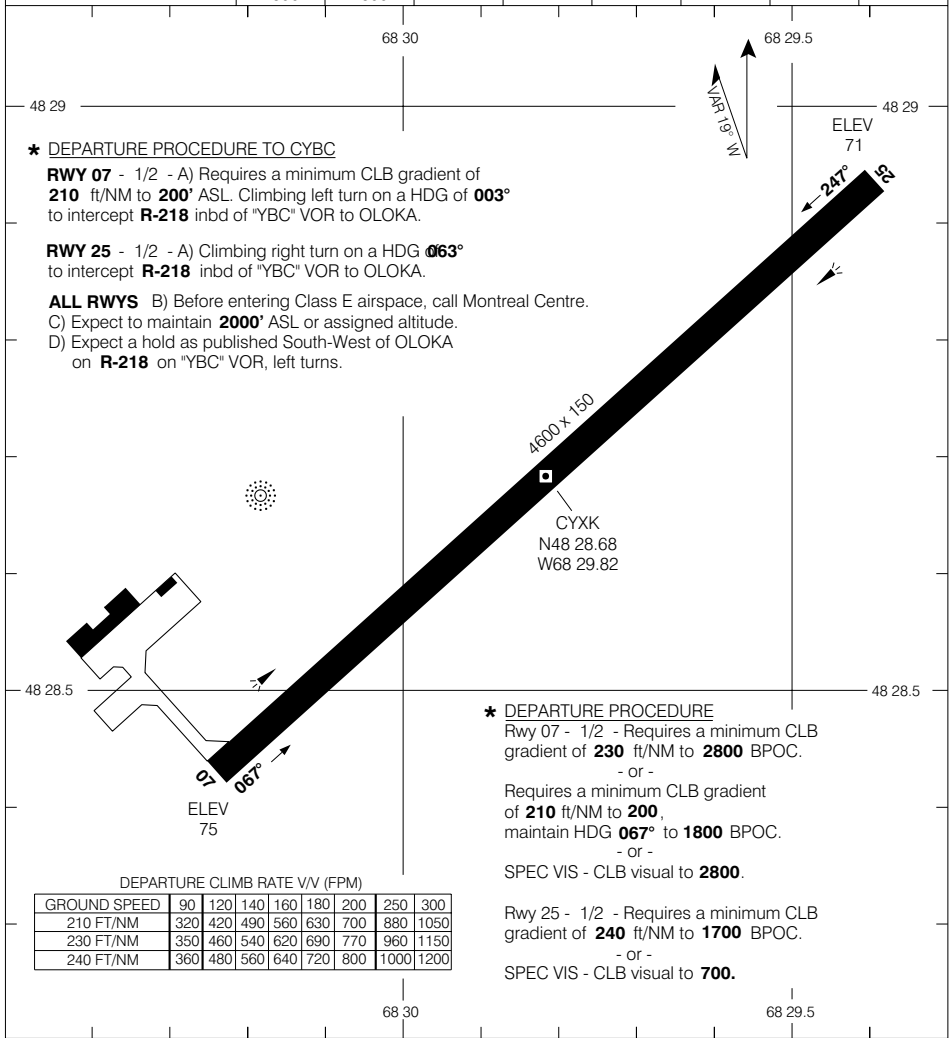 68 30
68 29.5
VAR 19° W
48 29
48 29
ELEV
71
247°
25
* DEPARTURE PROCEDURE TO CYBC
RWY 07 - 1/2 - A) Requires a minimum CLB gradient of
210 ft/NM to 200' ASL. Climbing left turn on a HDG of 003°
to intercept R-218 inbd of "YBC" VOR to OLOKA.
RWY 25 - 1/2 - A) Climbing right turn on a HDG of 063°
to intercept R-218 inbd of "YBC" VOR to OLOKA.
ALL RWYS B) Before entering Class E airspace, call Montreal Centre.
C) Expect to maintain 2000' ASL or assigned altitude.
D) Expect a hold as published South-West of OLOKA
on R-218 on "YBC" VOR, left turns.
4600 x 150
CYXK
N48 28.68
W68 29.82
48 28.5
48 28.5
07
067°
ELEV
75
* DEPARTURE PROCEDURE
Rwy 07 - 1/2 - Requires a minimum CLB
gradient of 230 ft/NM to 2800 BPOC.
- or -
Requires a minimum CLB gradient
of 210 ft/NM to 200,
maintain HDG 067° to 1800 BPOC.
- or -
SPEC VIS - CLB visual to 2800.
Rwy 25 - 1/2 - Requires a minimum CLB
gradient of 240 ft/NM to 1700 BPOC.
- or -
SPEC VIS - CLB visual to 700.
DEPARTURE CLIMB RATE V/V (FPM)
GROUND SPEED 90 120 140 160 180 200 250 300
210 FT/NM 320 420 490 560 630 700 880 1050
230 FT/NM 350 460 540 620 690 770 960 1150
240 FT/NM 360 480 560 640 720 800 1000 1200
68 30
68 29.5